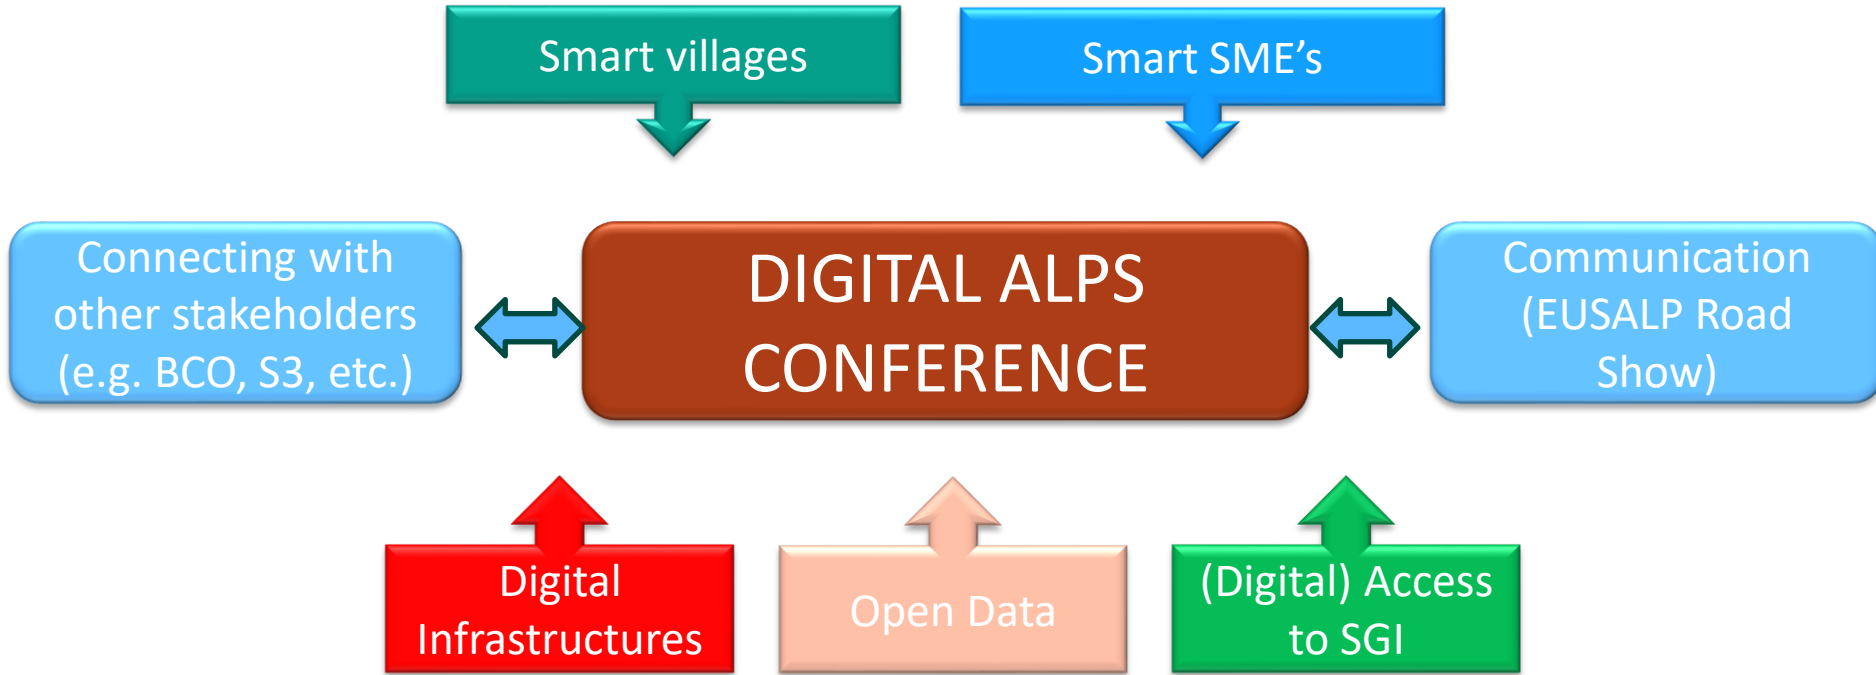 Smart villages
Smart SME’s
Connecting with
other stakeholders
(e.g. BCO, S3, etc.)
DIGITAL ALPS
CONFERENCE
Communication
(EUSALP Road
Show)
Digital
Infrastructures
Open Data
(Digital) Access
to SGI